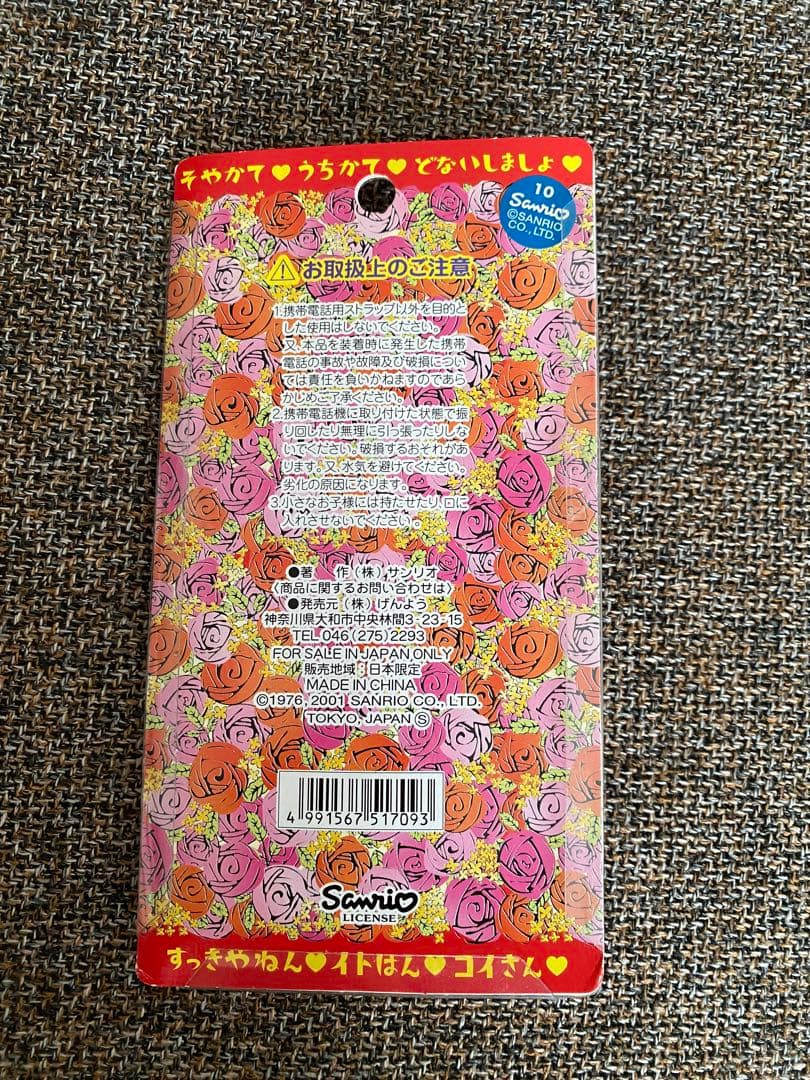 そやかて♥うちかて♥どないしましょ♥
10
Sanrio
©SANRIO
CO., LTD.
お取扱上のご注意
1.携帯電話用ストラップ以外を目的と
した使用はしないでください。
又、本品を装着時に発生した携帯
電話の事故や故障及び破損につい
ては責任を負いかねますのであら
かじめご了承ください。
2.携帯電話機に取り付けた状態で振
り回したり無理に引っ張ったりしな
いでください。破損するおそれがあ
ります。又、水気を避けてください。
劣化の原因になります。
3.小さなお子様には持たせたり、口に
入れさせないでください。
●著 作(株)サンリオ
〈商品に関するお問い合わせは〉
●発売元(株)げんよう
神奈川県大和市中央林間3-23-15
TEL 046(275)2293
FOR SALE IN JAPAN ONLY
販売地域:日本限定
MADE IN CHINA
©1976, 2001 SANRIO CO., LTD.
TOKYO, JAPAN Ⓢ
4 991567 517093
Sanrio
LICENSE
すっきやねん♥イトはん♥コイさん♥